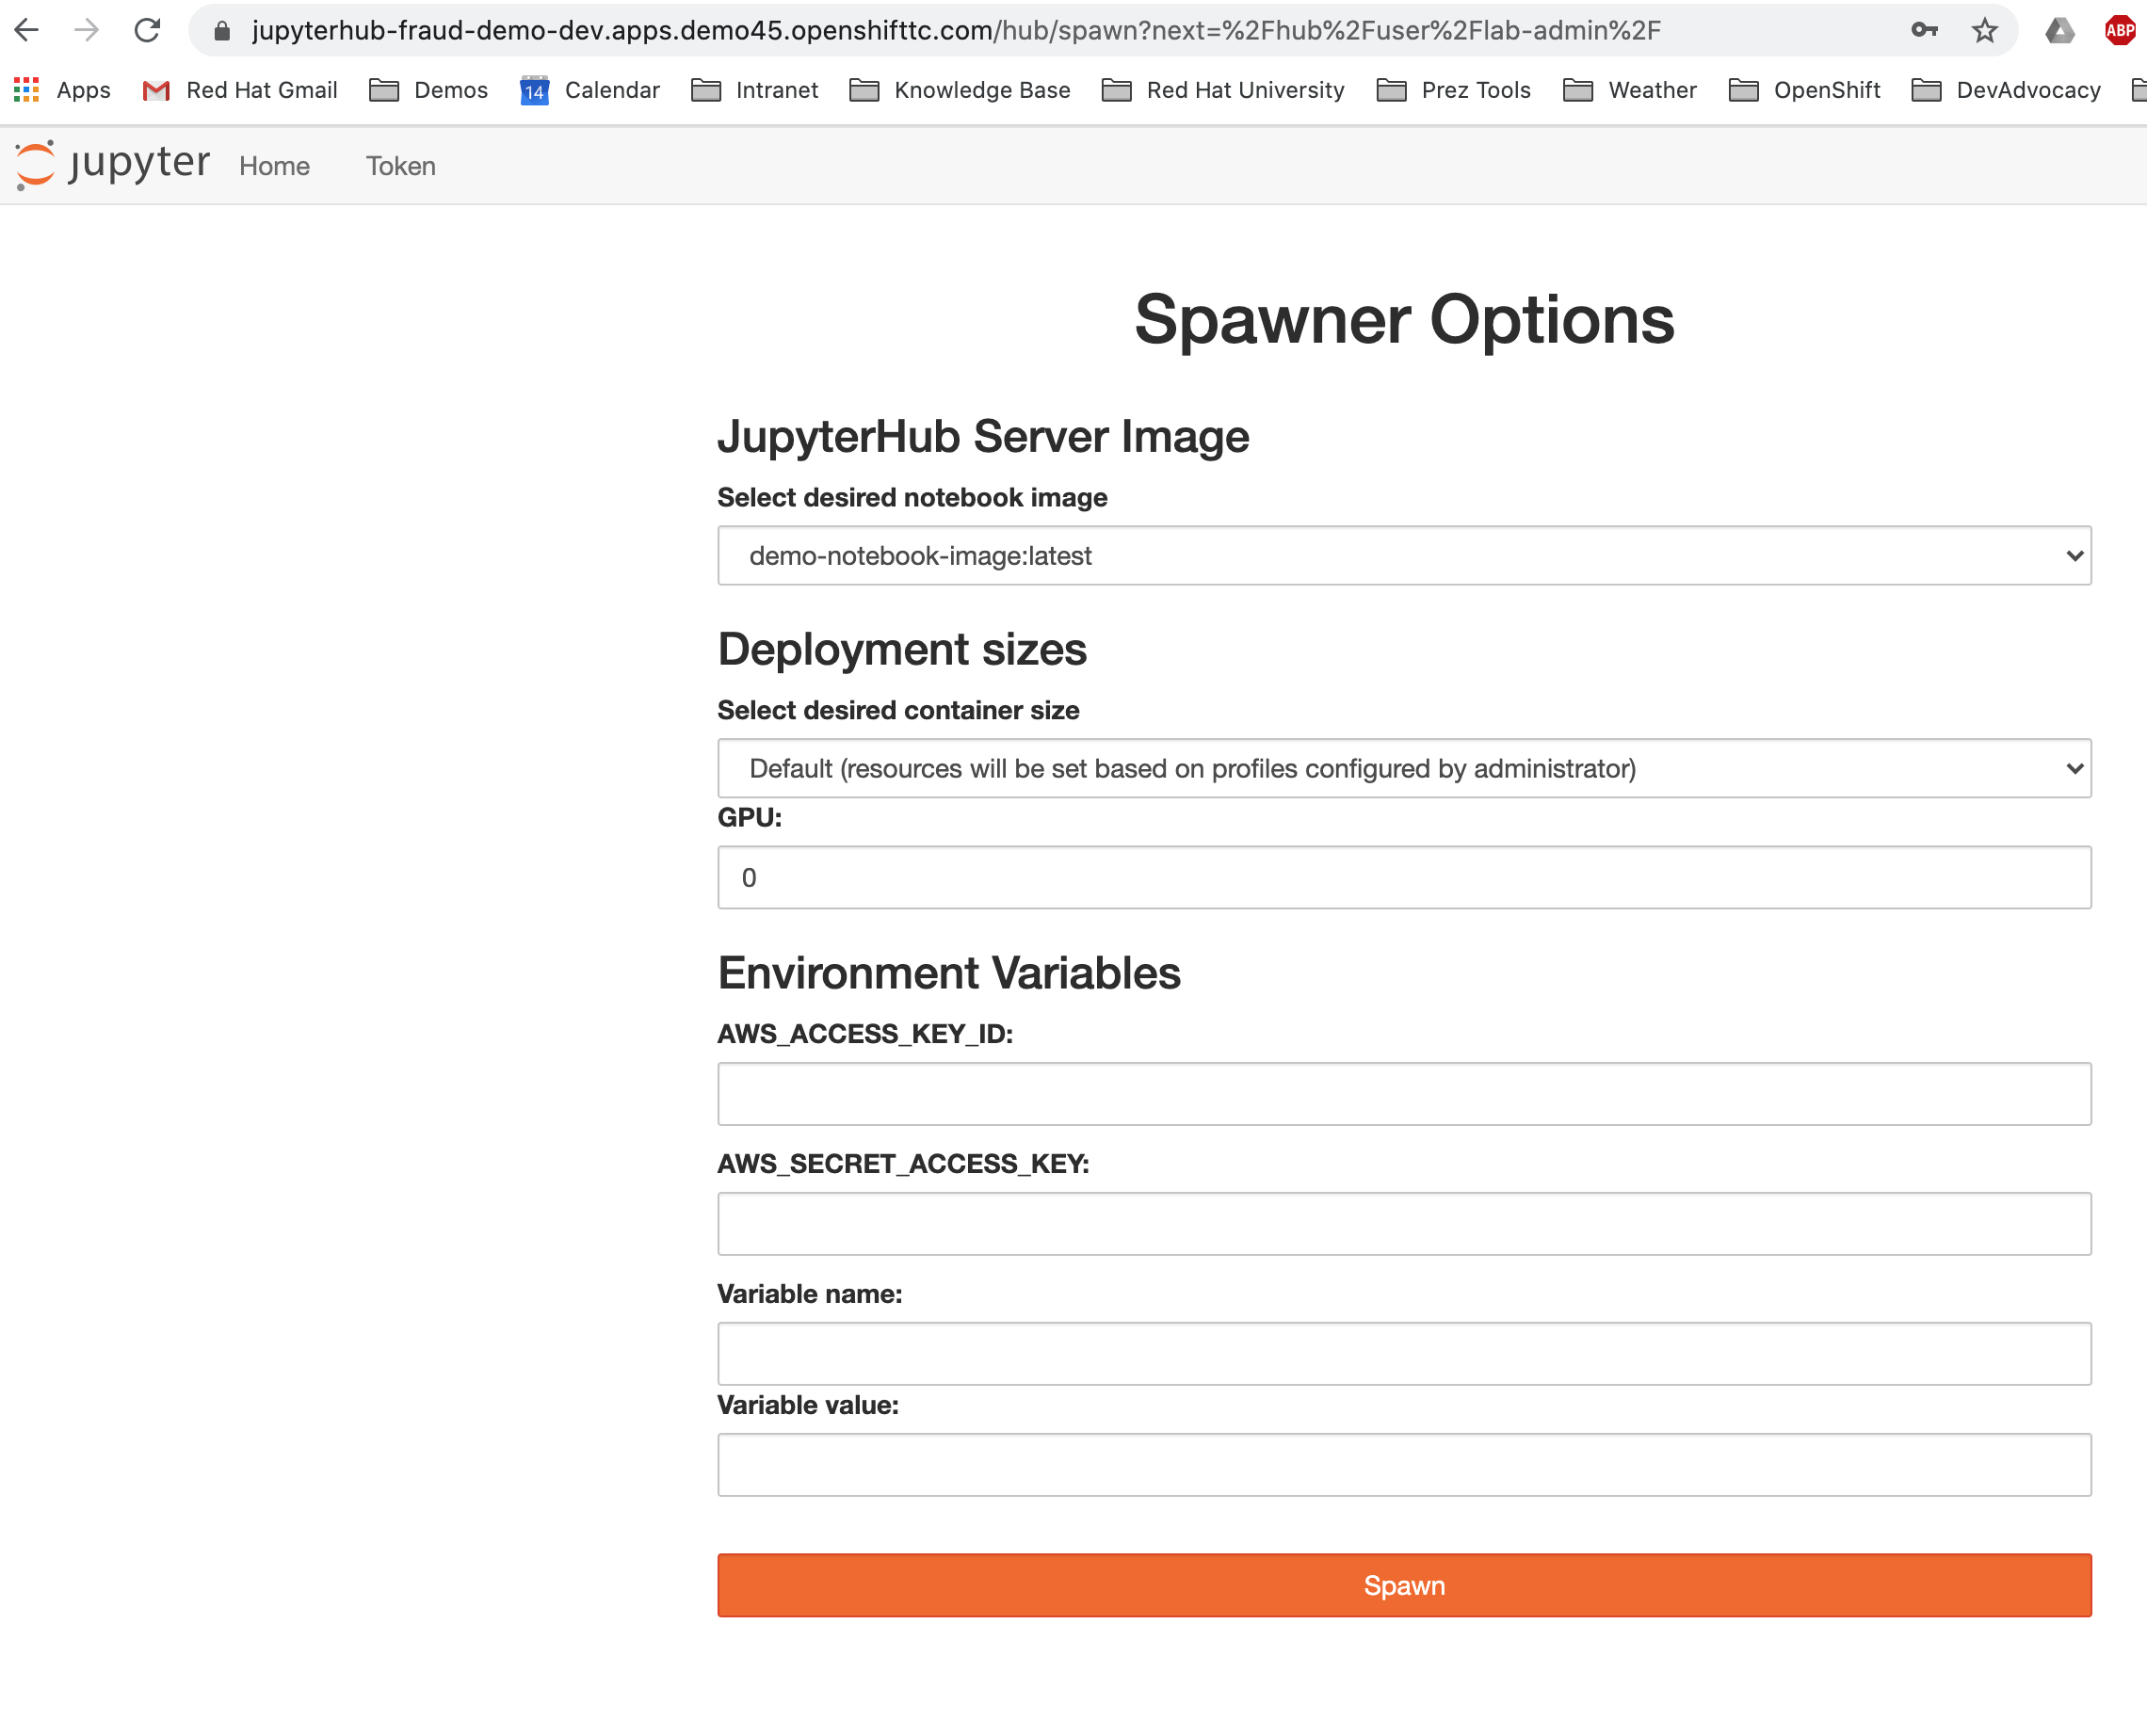 jupyterhub-fraud-demo-dev.apps.demo45.openshifttc.com/hub/spawn?next=%2Fhub%2Fuser%2Flab-admin%2F ABP
Apps Red Hat Gmail Demos 14 Calendar Intranet Knowledge Base Red Hat University Prez Tools Weather OpenShift DevAdvocacy
jupyter Home Token
Spawner Options
JupyterHub Server Image
Select desired notebook image
demo-notebook-image:latest
Deployment sizes
Select desired container size
Default (resources will be set based on profiles configured by administrator)
GPU:
0
Environment Variables
AWS_ACCESS_KEY_ID:
AWS_SECRET_ACCESS_KEY:
Variable name:
Variable value:
Spawn